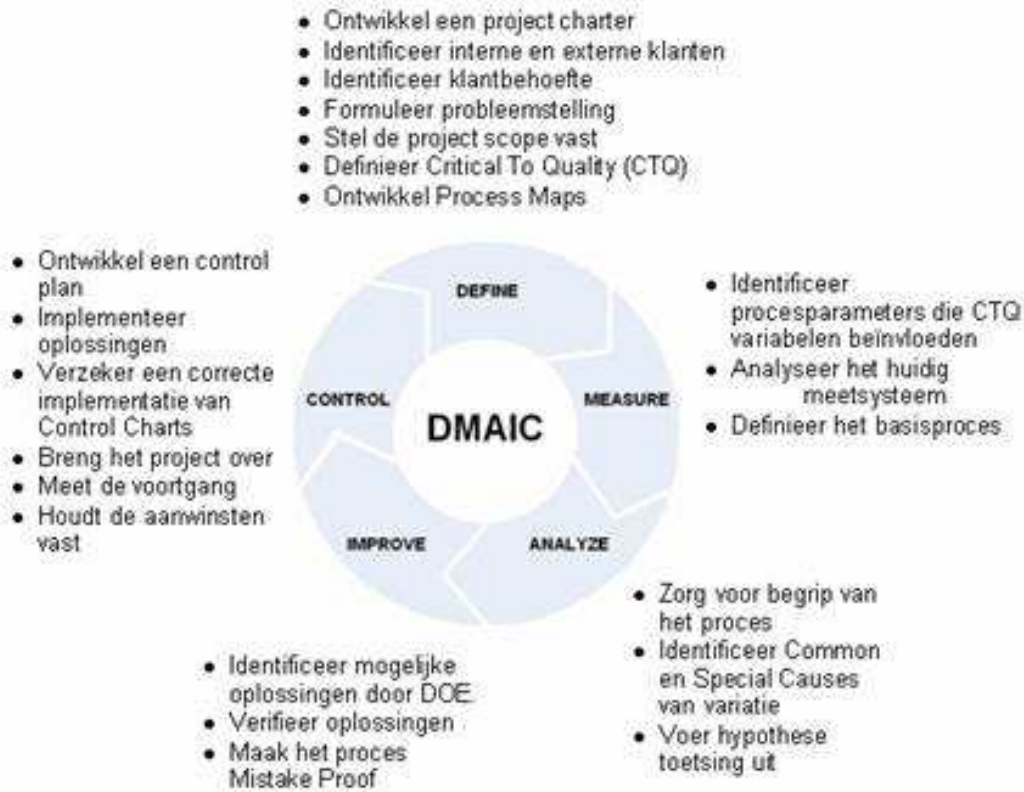 • Ontwikkel een project charter
• Identificeer interne en externe klanten
• Identificeer klantbehoefte
• Formuleer probleemstelling
• Stel de project scope vast
• Definieer Critical To Quality (CTQ)
• Ontwikkel Process Maps
DEFINE
• Identificeer
procesparameters die CTQ
variabelen beïnvloeden
• Analyseer het huidig
meetsysteem
• Definieer het basisproces
MEASURE
DMAIC
ANALYZE
• Zorg voor begrip van
het proces
• Identificeer Common
en Special Causes
van variatie
• Voer hypothese
toetsing uit
IMPROVE
• Identificeer mogelijke
oplossingen door DOE
• Verifieer oplossingen
• Maak het proces
Mistake Proof
CONTROL
• Ontwikkel een control
plan
• Implementeer
oplossingen
• Verzeker een correcte
implementatie van
Control Charts
• Breng het project over
• Meet de voortgang
• Houdt de aanwinsten
vast